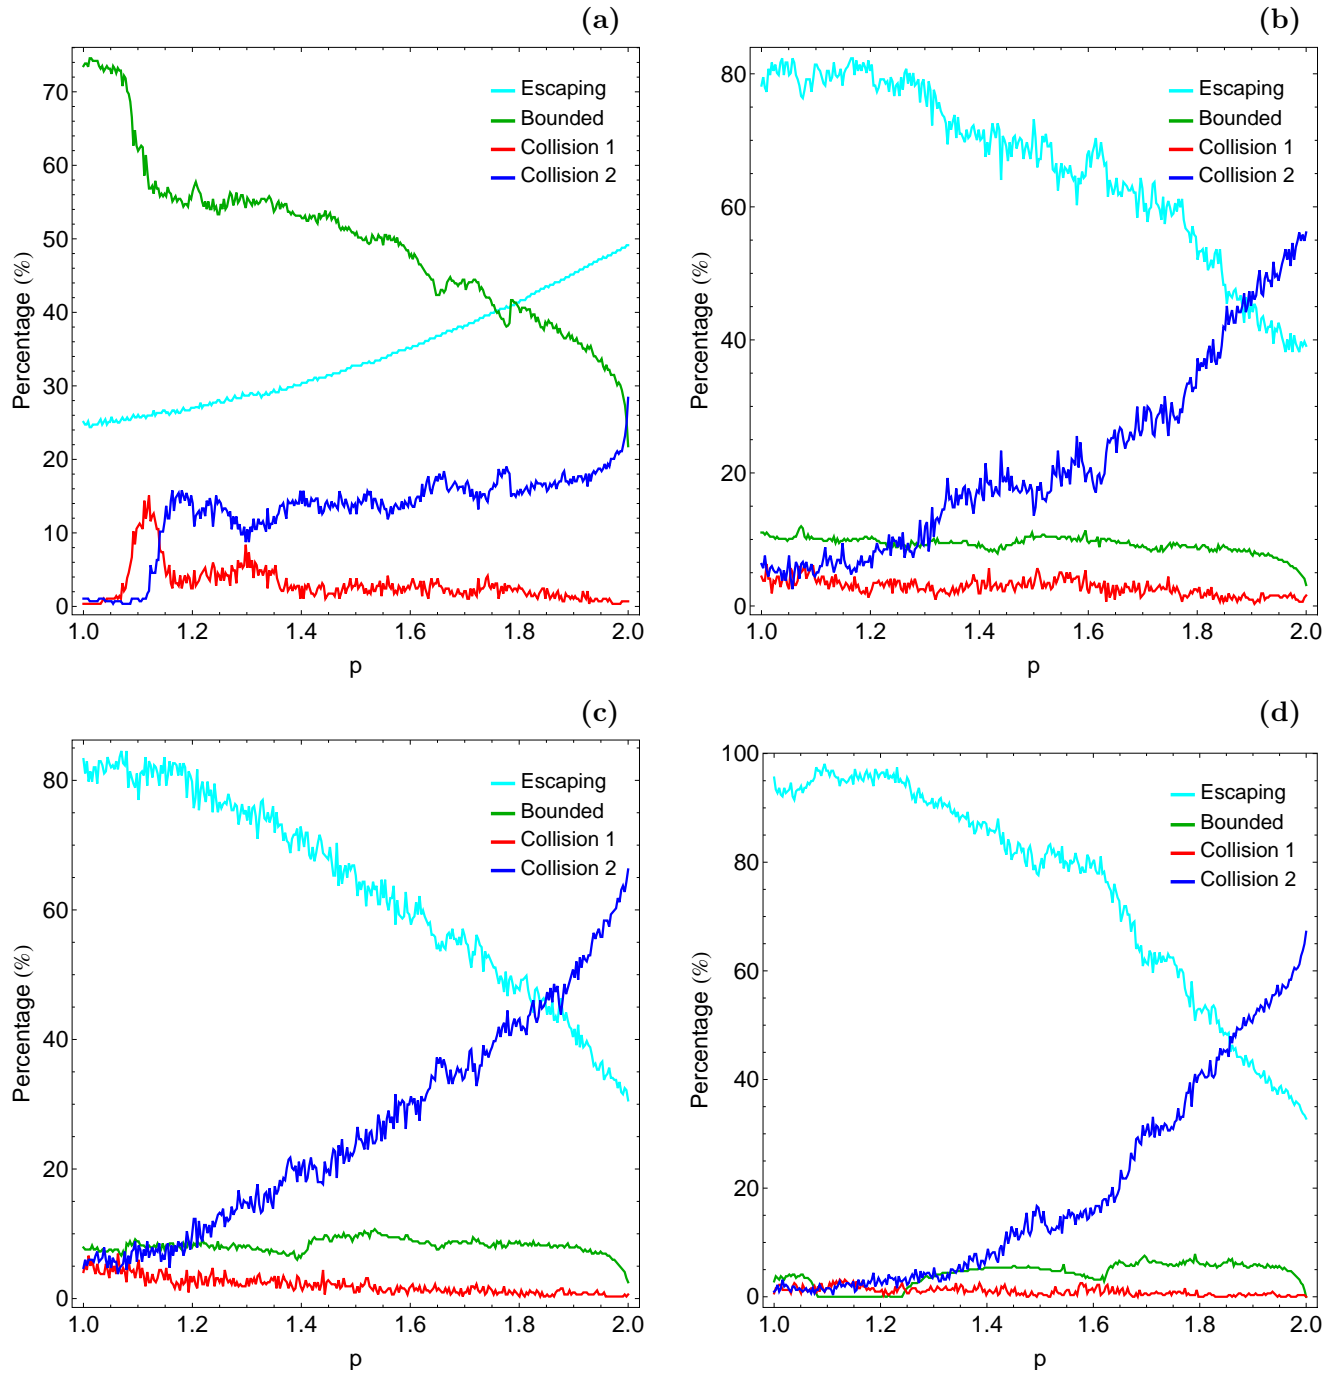 (a)
Percentage (%)
70
60
50
40
30
20
10
0
Escaping
Bounded
Collision 1
Collision 2
1.0 1.2 1.4 1.6 1.8 2.0
p
(b)
Percentage (%)
80
60
40
20
0
Escaping
Bounded
Collision 1
Collision 2
1.0 1.2 1.4 1.6 1.8 2.0
p
(c)
Percentage (%)
80
60
40
20
0
Escaping
Bounded
Collision 1
Collision 2
1.0 1.2 1.4 1.6 1.8 2.0
p
(d)
Percentage (%)
100
80
60
40
20
0
Escaping
Bounded
Collision 1
Collision 2
1.0 1.2 1.4 1.6 1.8 2.0
p